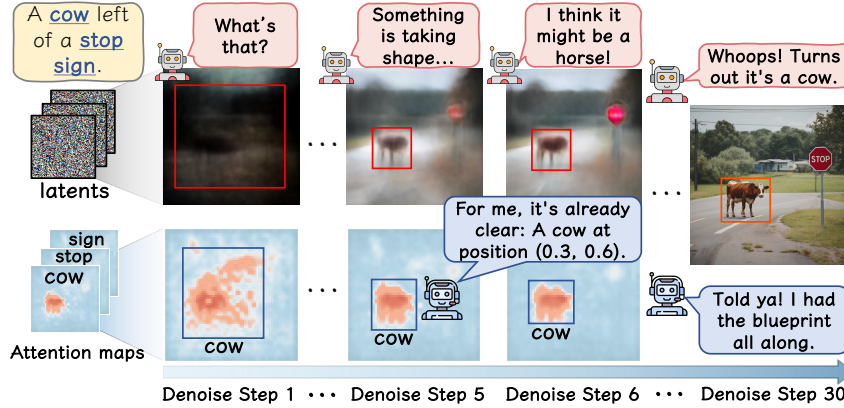 A cow left
of a stop
sign.
What's
that?
Something
is taking
shape...
I think it
might be a
horse!
Whoops! Turns
out it's a cow.
latents
...
...
STOP
For me, it's already
clear: A cow at
position (0.3, 0.6).
sign
stop
cow
Attention maps
cow
...
cow
cow
Told ya! I had
the blueprint
all along.
Denoise Step 1 ... Denoise Step 5 Denoise Step 6 ... Denoise Step 30